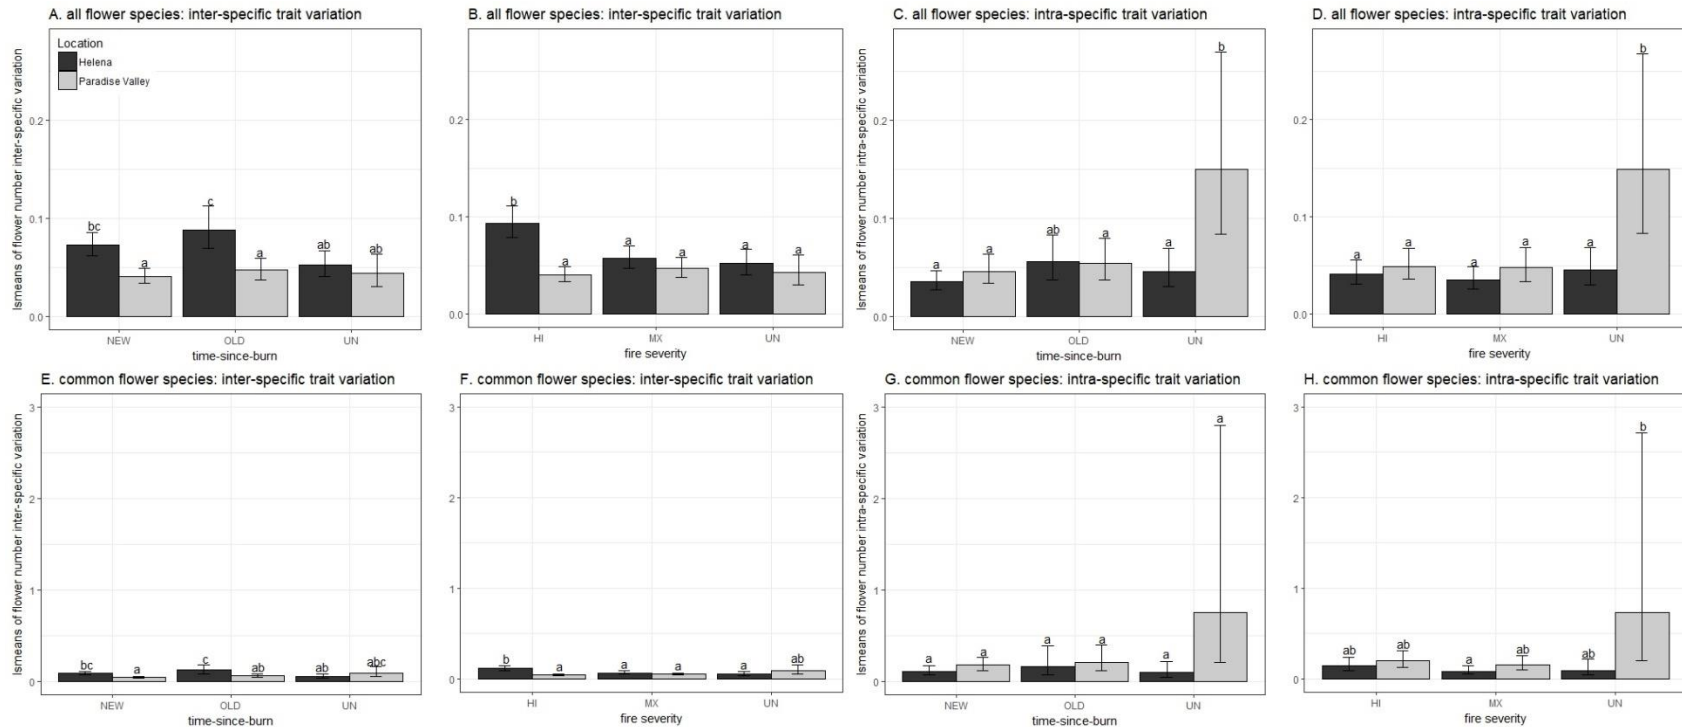 A. all flower species: inter-specific trait variation
lsmeans of flower number inter-specific variation
Location
Helena
Paradise Valley
0.2
0.1
0.0
bc
a
c
a
ab
ab
NEW
OLD
UN
time-since-burn
B. all flower species: inter-specific trait variation
0.2
0.1
0.0
b
a
a
a
a
a
HI
MX
UN
fire severity
C. all flower species: intra-specific trait variation
lsmeans of flower number intra-specific variation
0.2
0.1
0.0
a
a
ab
a
a
b
NEW
OLD
UN
time-since-burn
D. all flower species: intra-specific trait variation
0.2
0.1
0.0
a
a
a
a
a
b
HI
MX
UN
fire severity
E. common flower species: inter-specific trait variation
lsmeans of flower number inter-specific variation
3
2
1
0
bc
a
c
ab
ab
abc
NEW
OLD
UN
time-since-burn
F. common flower species: inter-specific trait variation
3
2
1
0
b
a
a
a
a
ab
HI
MX
UN
fire severity
G. common flower species: intra-specific trait variation
lsmeans of flower number intra-specific variation
3
2
1
0
a
a
a
a
a
a
NEW
OLD
UN
time-since-burn
H. common flower species: intra-specific trait variation
3
2
1
0
ab
ab
a
ab
ab
b
HI
MX
UN
fire severity